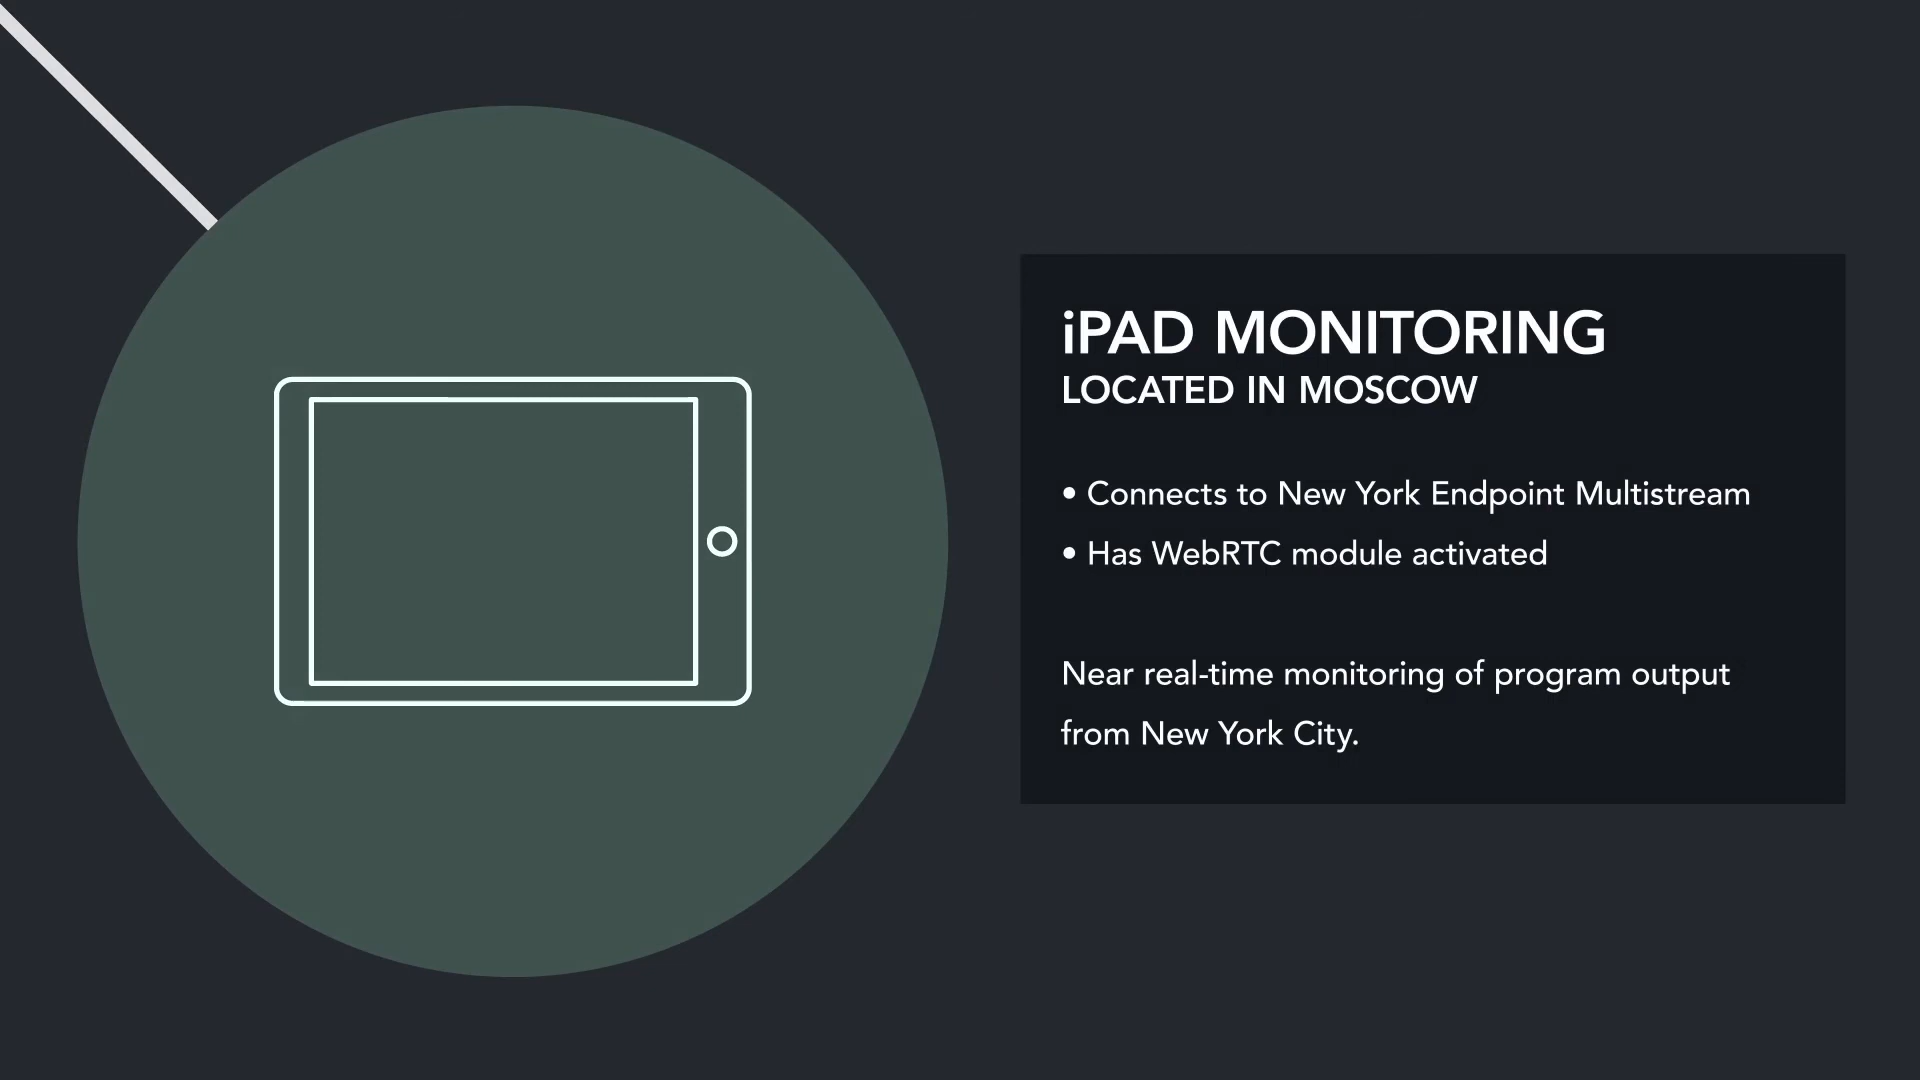 iPAD MONITORING
LOCATED IN MOSCOW
• Connects to New York Endpoint Multistream
• Has WebRTC module activated
Near real-time monitoring of program output
from New York City.